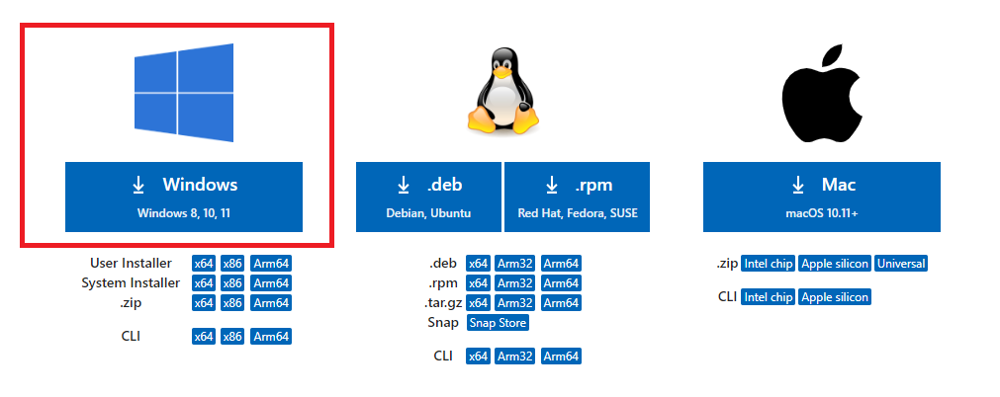 Windows
Windows 8, 10, 11
User Installer x64 x86 Arm64
System Installer x64 x86 Arm64
.zip x64 x86 Arm64
CLI x64 x86 Arm64
.deb
Debian, Ubuntu
.rpm
Red Hat, Fedora, SUSE
.deb x64 Arm32 Arm64
.rpm x64 Arm32 Arm64
.tar.gz x64 Arm32 Arm64
Snap Snap Store
CLI x64 Arm32 Arm64
Mac
macOS 10.11+
.zip Intel chip Apple silicon Universal
CLI Intel chip Apple silicon